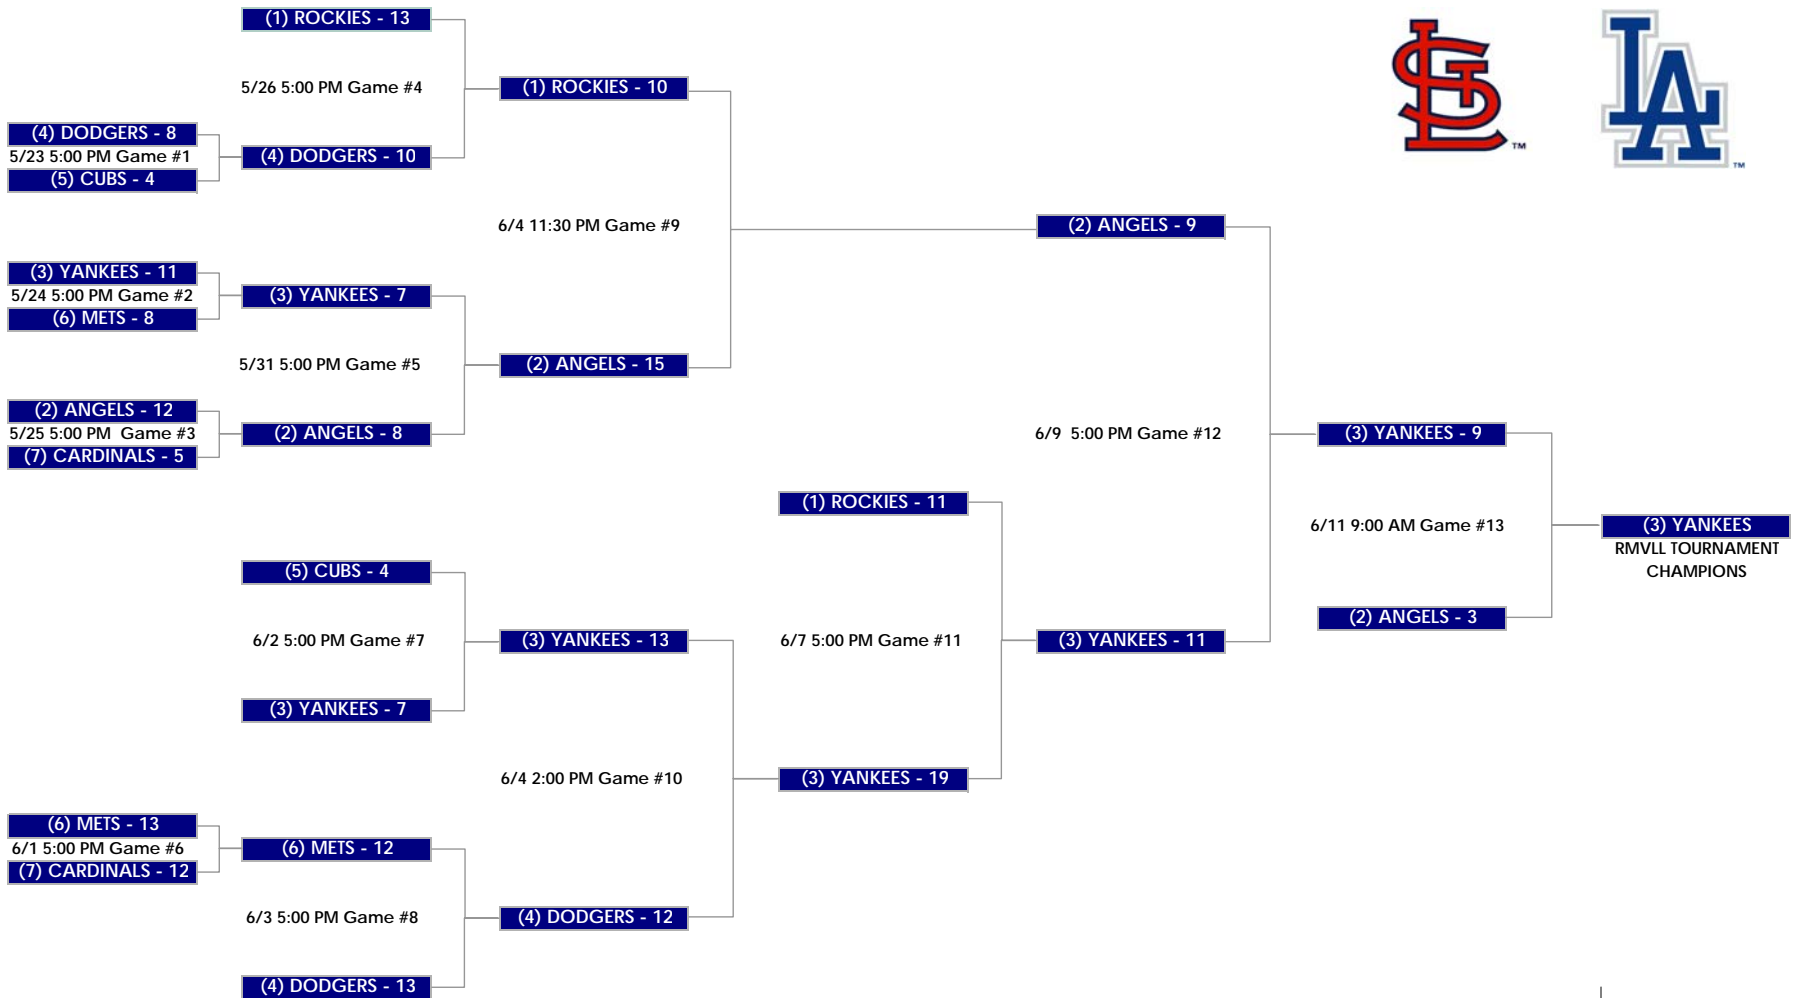 (1) ROCKIES - 13
5/26 5:00 PM Game #4
(1) ROCKIES - 10
(4) DODGERS - 8
5/23 5:00 PM Game #1
(5) CUBS - 4
(4) DODGERS - 10
6/4 11:30 PM Game #9
(2) ANGELS - 9
(3) YANKEES - 11
5/24 5:00 PM Game #2
(6) METS - 8
(3) YANKEES - 7
5/31 5:00 PM Game #5
(2) ANGELS - 15
(2) ANGELS - 12
5/25 5:00 PM  Game #3
(7) CARDINALS - 5
(2) ANGELS - 8
6/9  5:00 PM Game #12
(3) YANKEES - 9
(1) ROCKIES - 11
6/11 9:00 AM Game #13
(3) YANKEES
RMVLL TOURNAMENT
CHAMPIONS
(5) CUBS - 4
6/2 5:00 PM Game #7
(3) YANKEES - 13
6/7 5:00 PM Game #11
(3) YANKEES - 11
(2) ANGELS - 3
(3) YANKEES - 7
6/4 2:00 PM Game #10
(3) YANKEES - 19
(6) METS - 13
6/1 5:00 PM Game #6
(7) CARDINALS - 12
(6) METS - 12
6/3 5:00 PM Game #8
(4) DODGERS - 12
(4) DODGERS - 13
STL
TM
LA
TM